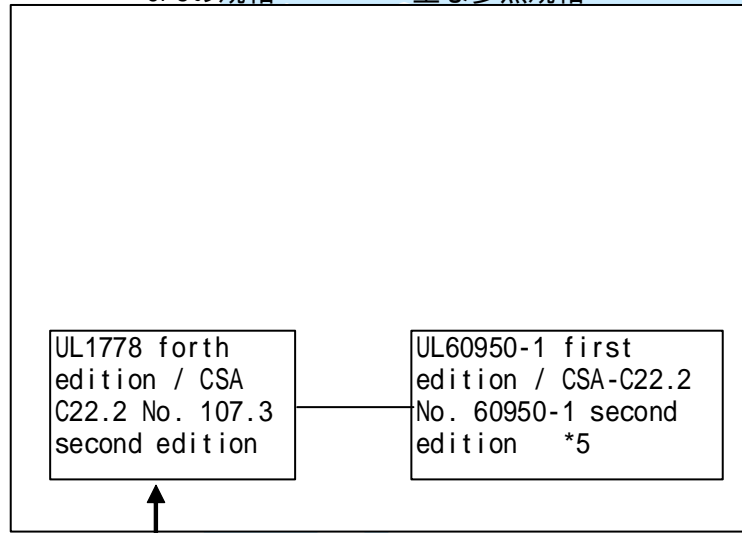 UL1778 forth
edition / CSA
C22.2 No. 107.3
second edition
UL60950-1 first
edition / CSA-C22.2
No. 60950-1 second
edition *5